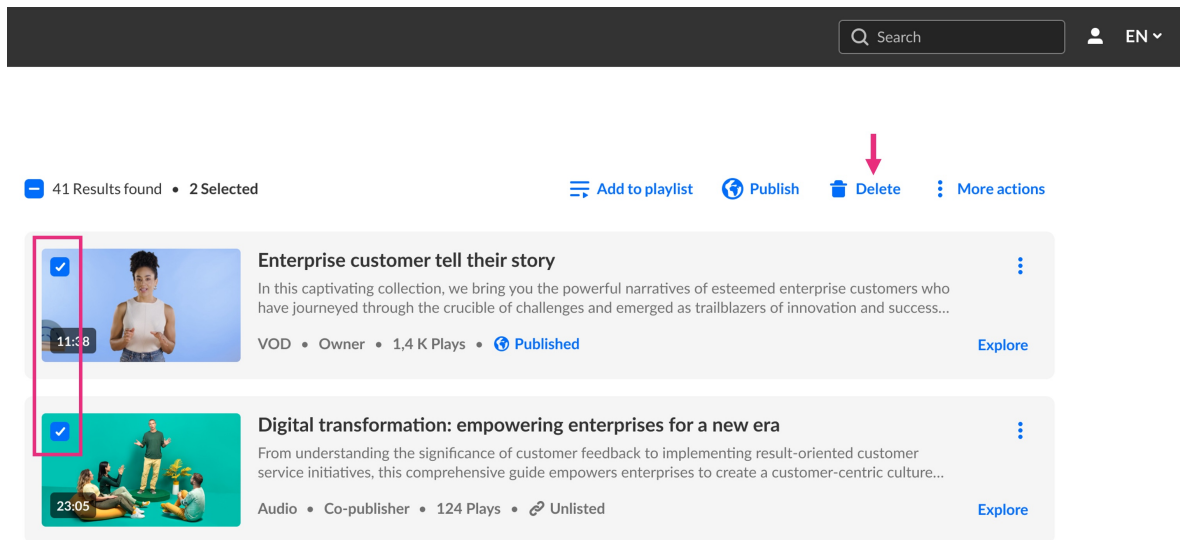 Search
EN
41 Results found • 2 Selected
Add to playlist
Publish
Delete
More actions
Enterprise customer tell their story
In this captivating collection, we bring you the powerful narratives of esteemed enterprise customers who
have journeyed through the crucible of challenges and emerged as trailblazers of innovation and success...
11:38
VOD • Owner • 1,4 K Plays • Published
Explore
Digital transformation: empowering enterprises for a new era
From understanding the significance of customer feedback to implementing result-oriented customer
service initiatives, this comprehensive guide empowers enterprises to create a customer-centric culture...
23:05
Audio • Co-publisher • 124 Plays • Unlisted
Explore